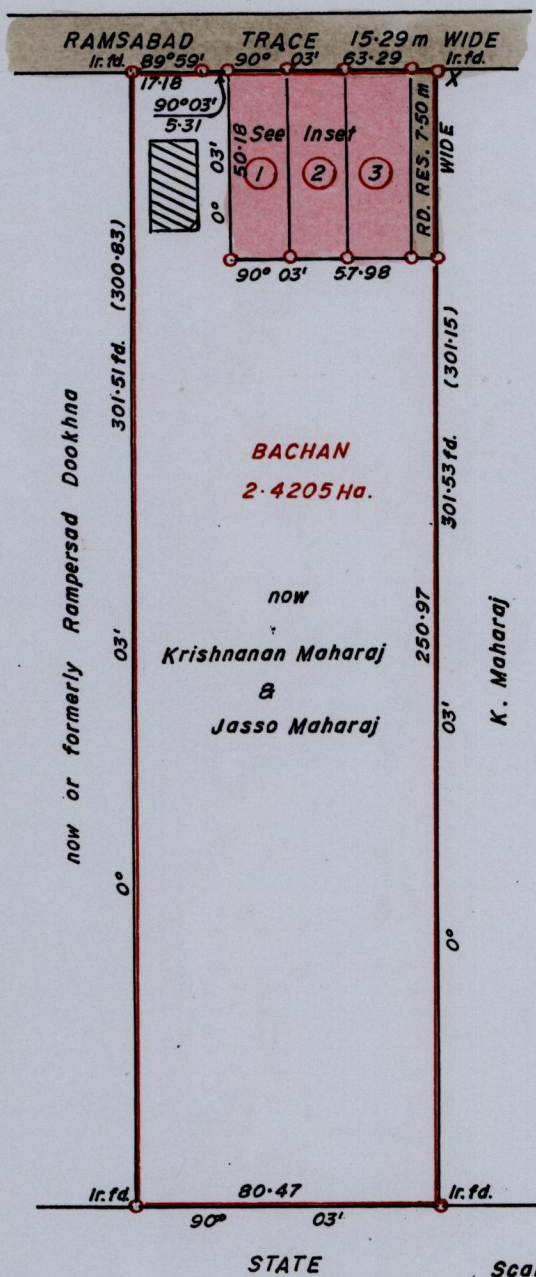 RAMSABAD TRACE 15·29 m WIDE
Ir. fd. 89°59' 90° 03' 63·29 Ir. fd.
17·18
X
90°03'
5·31
0° 03'
50·18
See Inset
1 2 3
RD. RES. 7·50 m WIDE
90° 03' 57·98
301·51 fd. (300·83)
03'
0°
now or formerly Rampersad Dookhna
BACHAN
2·4205 Ha.
now
Krishnanan Maharaj
&
Jasso Maharaj
250·97
301·53 fd. (301·15)
03'
0°
K. Maharaj
Ir. fd. 80·47 Ir. fd.
90° 03'
STATE
Scal